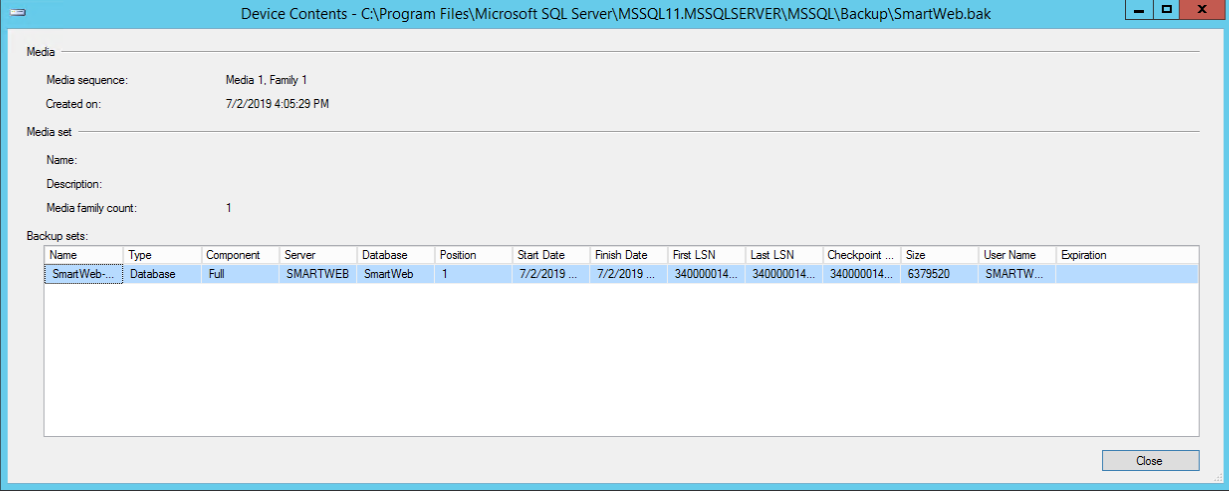 Device Contents - C:\Program Files\Microsoft SQL Server\MSSQL11.MSSQLSERVER\MSSQL\Backup\SmartWeb.bak
Media
Media sequence: Media 1, Family 1
Created on: 7/2/2019 4:05:29 PM
Media set
Name:
Description:
Media family count: 1
Backup sets:
Name Type Component Server Database Position Start Date Finish Date First LSN Last LSN Checkpoint ... Size User Name Expiration
SmartWeb-... Database Full SMARTWEB SmartWeb 1 7/2/2019 ... 7/2/2019 ... 340000014... 340000014... 340000014... 6379520 SMARTW...
Close